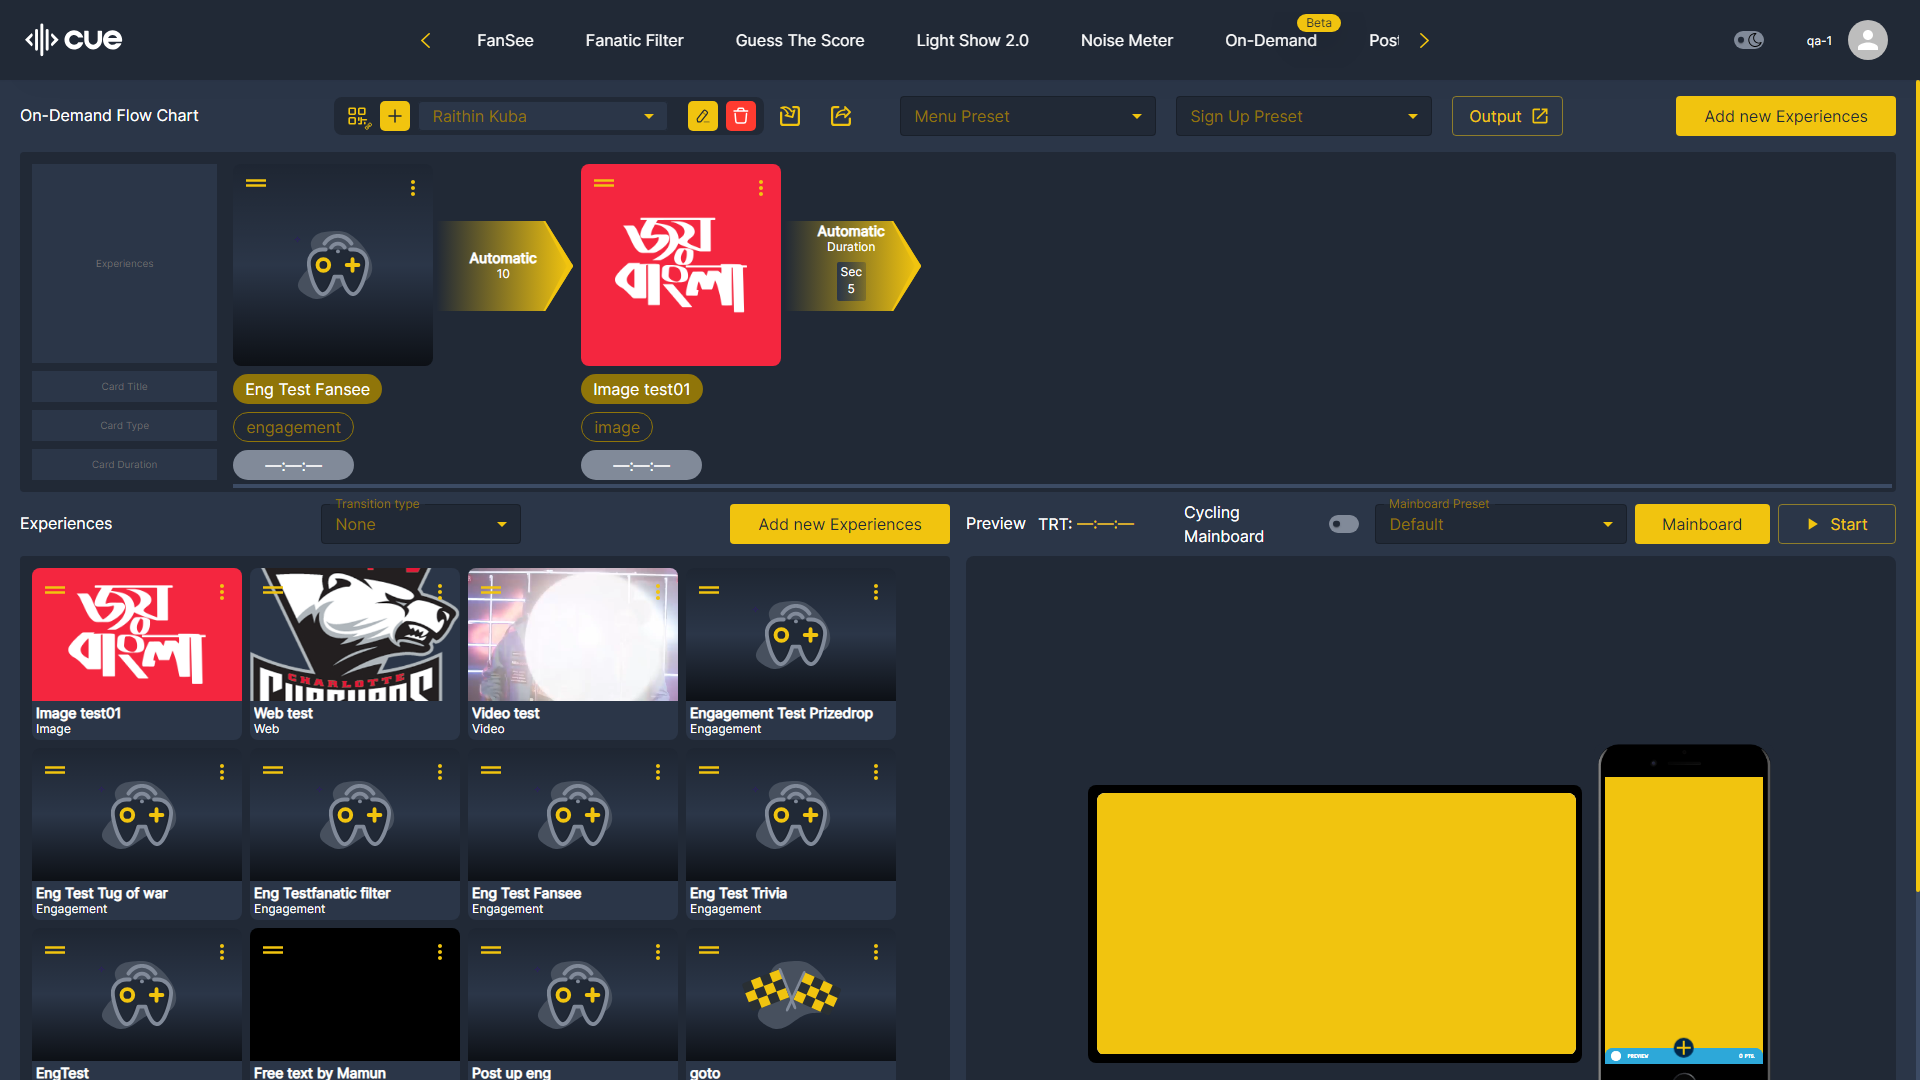 cue
FanSee
Fanatic Filter
Guess The Score
Light Show 2.0
Noise Meter
On-Demand
Beta
Post
qa-1
On-Demand Flow Chart
Raithin Kuba
Menu Preset
Sign Up Preset
Output
Add new Experiences
Experiences
Automatic
10
জয়
বাংলা
Automatic
Duration
Sec
5
Card Title
Eng Test Fansee
Image test01
Card Type
engagement
image
Card Duration
—:—:—
—:—:—
Experiences
Transition type
None
Add new Experiences
Preview
TRT: —:—:—
Cycling
Mainboard
Mainboard Preset
Default
Mainboard
Start
জয়
বাংলা
CHARLOTTE
Image test01
Image
Web test
Web
Video test
Video
Engagement Test Prizedrop
Engagement
Eng Test Tug of war
Engagement
Eng Testfanatic filter
Engagement
Eng Test Fansee
Engagement
Eng Test Trivia
Engagement
EngTest
Free text by Mamun
Post up eng
goto
PREVIEW
0 PTS.